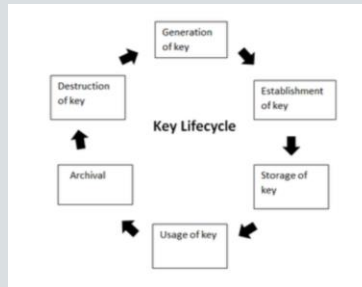 Generation
of key
Destruction
of key
Establishment
of key
Key Lifecycle
Archival
Storage of
key
Usage of key